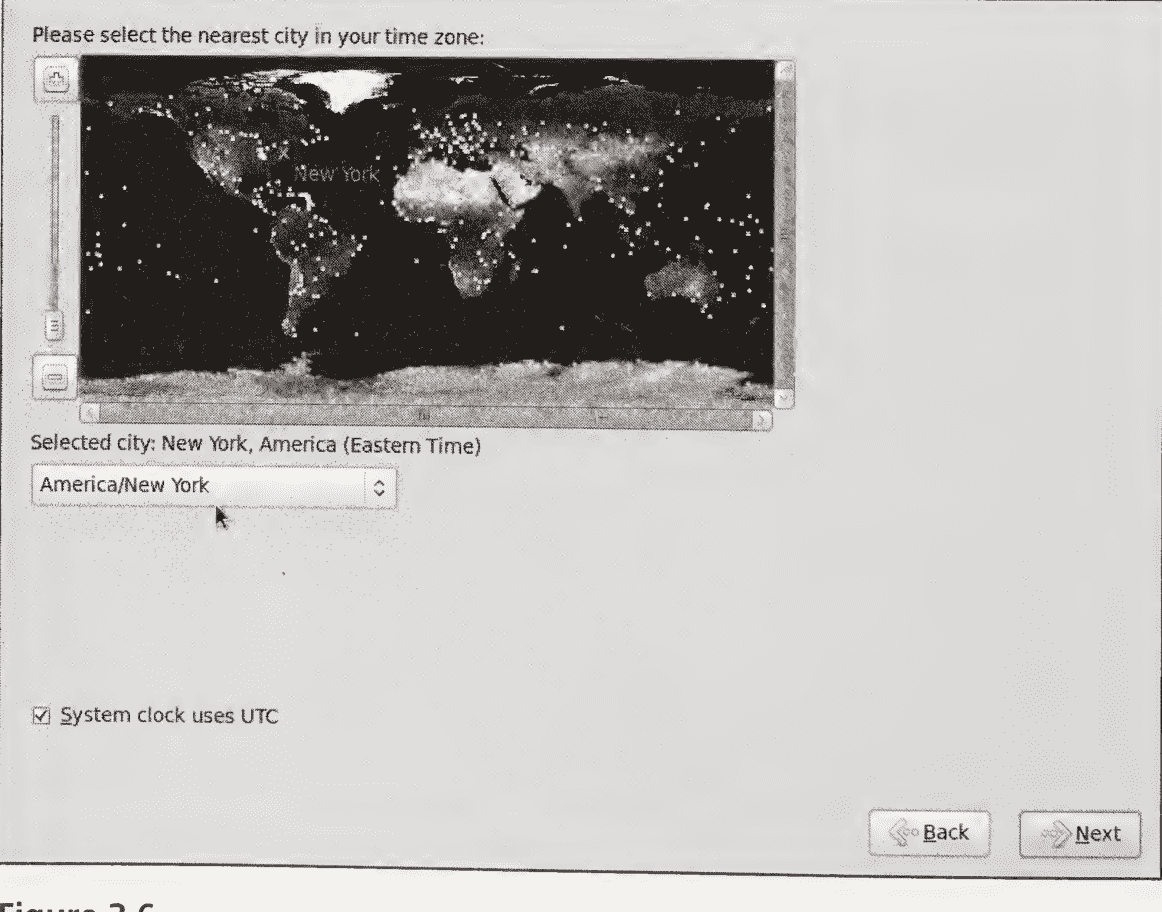 Please select the nearest city in your time zone:
New York
Selected city: New York, America (Eastern Time)
America/New York
System clock uses UTC
Back
Next
Figure 3.6